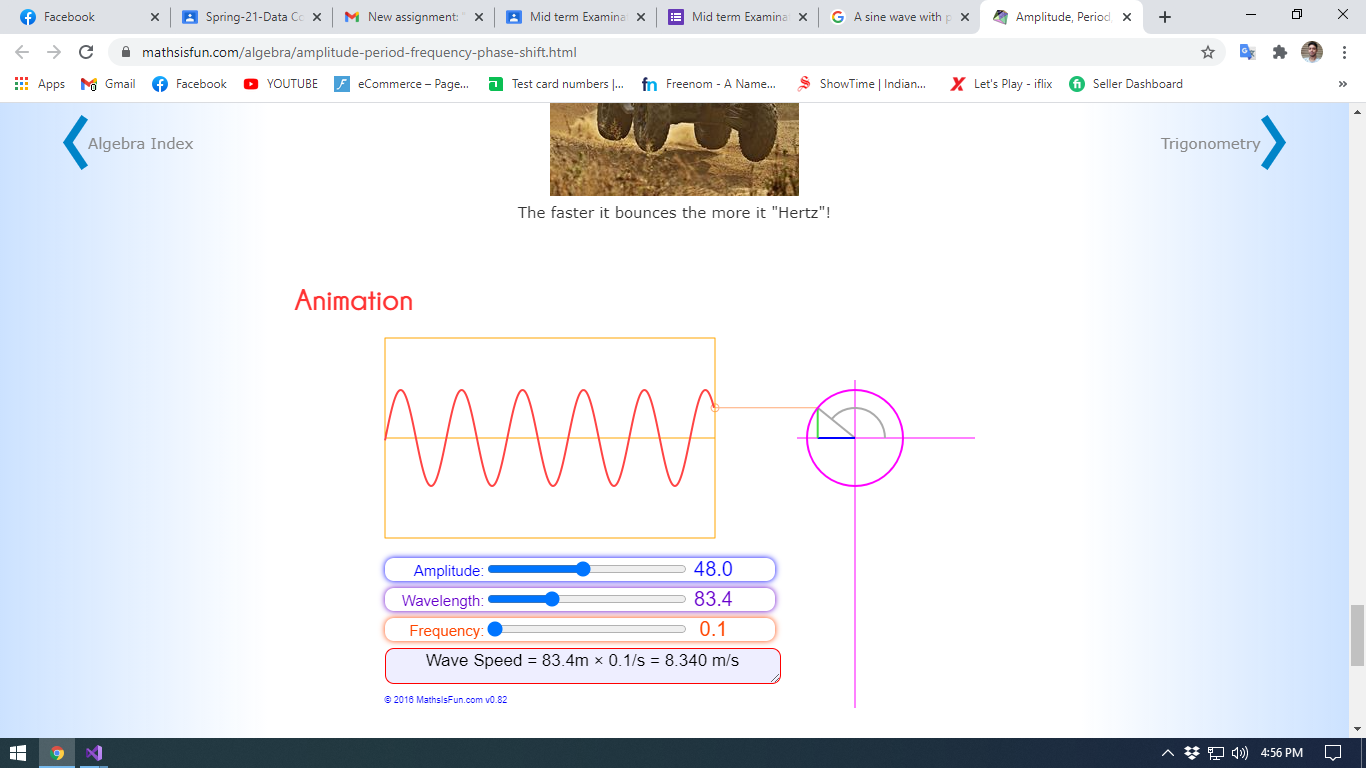 Facebook
Spring-21-Data Co
New assignment: "
Mid term Examina
Mid term Examina
A sine wave with p
Amplitude, Period
mathsisfun.com/algebra/amplitude-period-frequency-phase-shift.html
Apps
Gmail
Facebook
YOUTUBE
eCommerce – Page...
Test card numbers |...
Freenom - A Name...
ShowTime | Indian...
Let's Play - iflix
Seller Dashboard
»
Algebra Index
Trigonometry
The faster it bounces the more it "Hertz"!
Animation
Amplitude: 48.0
Wavelength: 83.4
Frequency: 0.1
Wave Speed = 83.4m × 0.1/s = 8.340 m/s
© 2016 MathsIsFun.com v0.82
4:56 PM